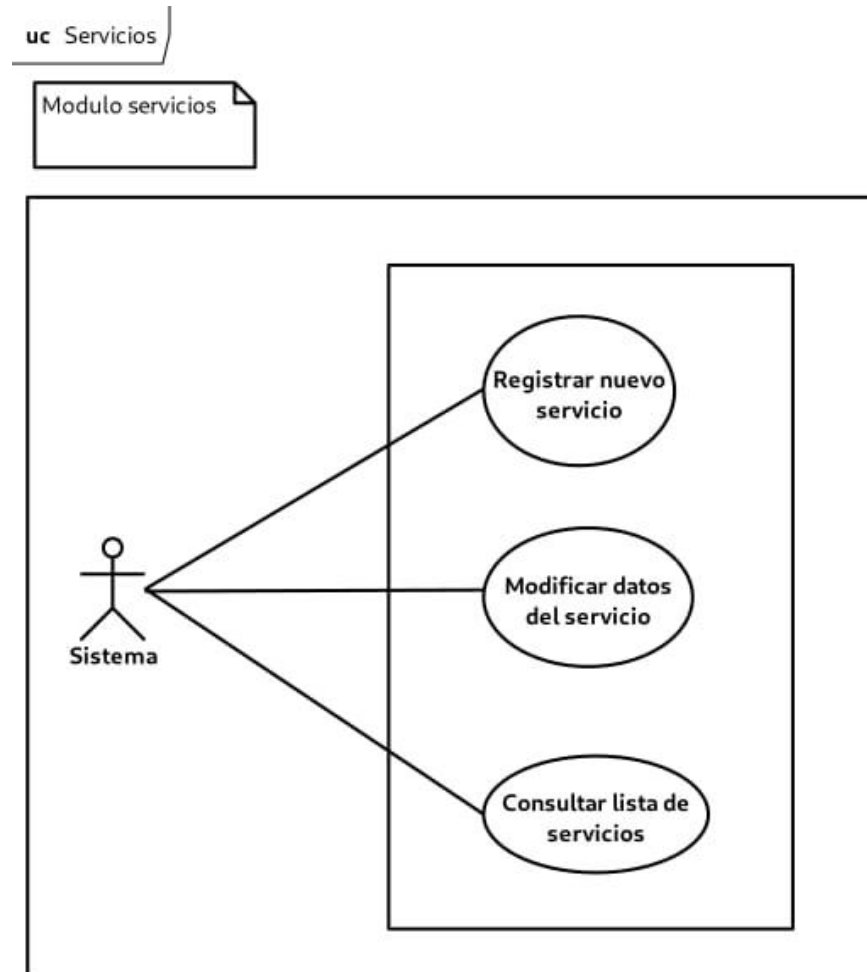 uc Servicios
Modulo servicios
Registrar nuevo
servicio
Modificar datos
del servicio
Sistema
Consultar lista de
servicios